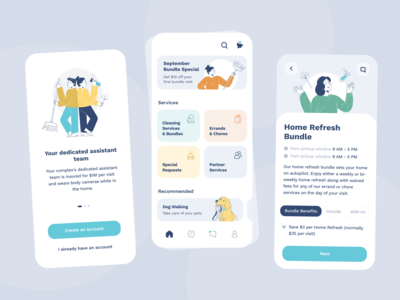 Your dedicated assistant
team
Your complex's dedicated assistant
team is insured for $1M per visit
and wears body cameras while in
the home.
Create an account
I already have an account
September
Bundle Special
Get $15 off your
first bundle visit
Services
Cleaning
Services
& Bundles
Errands
& Chores
Special
Requests
Partner
Services
Recommended
Dog Walking
Take care of your pets
Home Refresh
Bundle
8 AM – 5 PM
8 AM – 5 PM
Our home refresh bundle sets your home
on autopilot. Enjoy either a weekly or bi-
weekly home refresh along with waived
fees for any of our errand or chore
services on the day of your visit.
Bundle Benefits
Include
Add-on
Save $3 per Home Refresh (normally
per visit)
Next